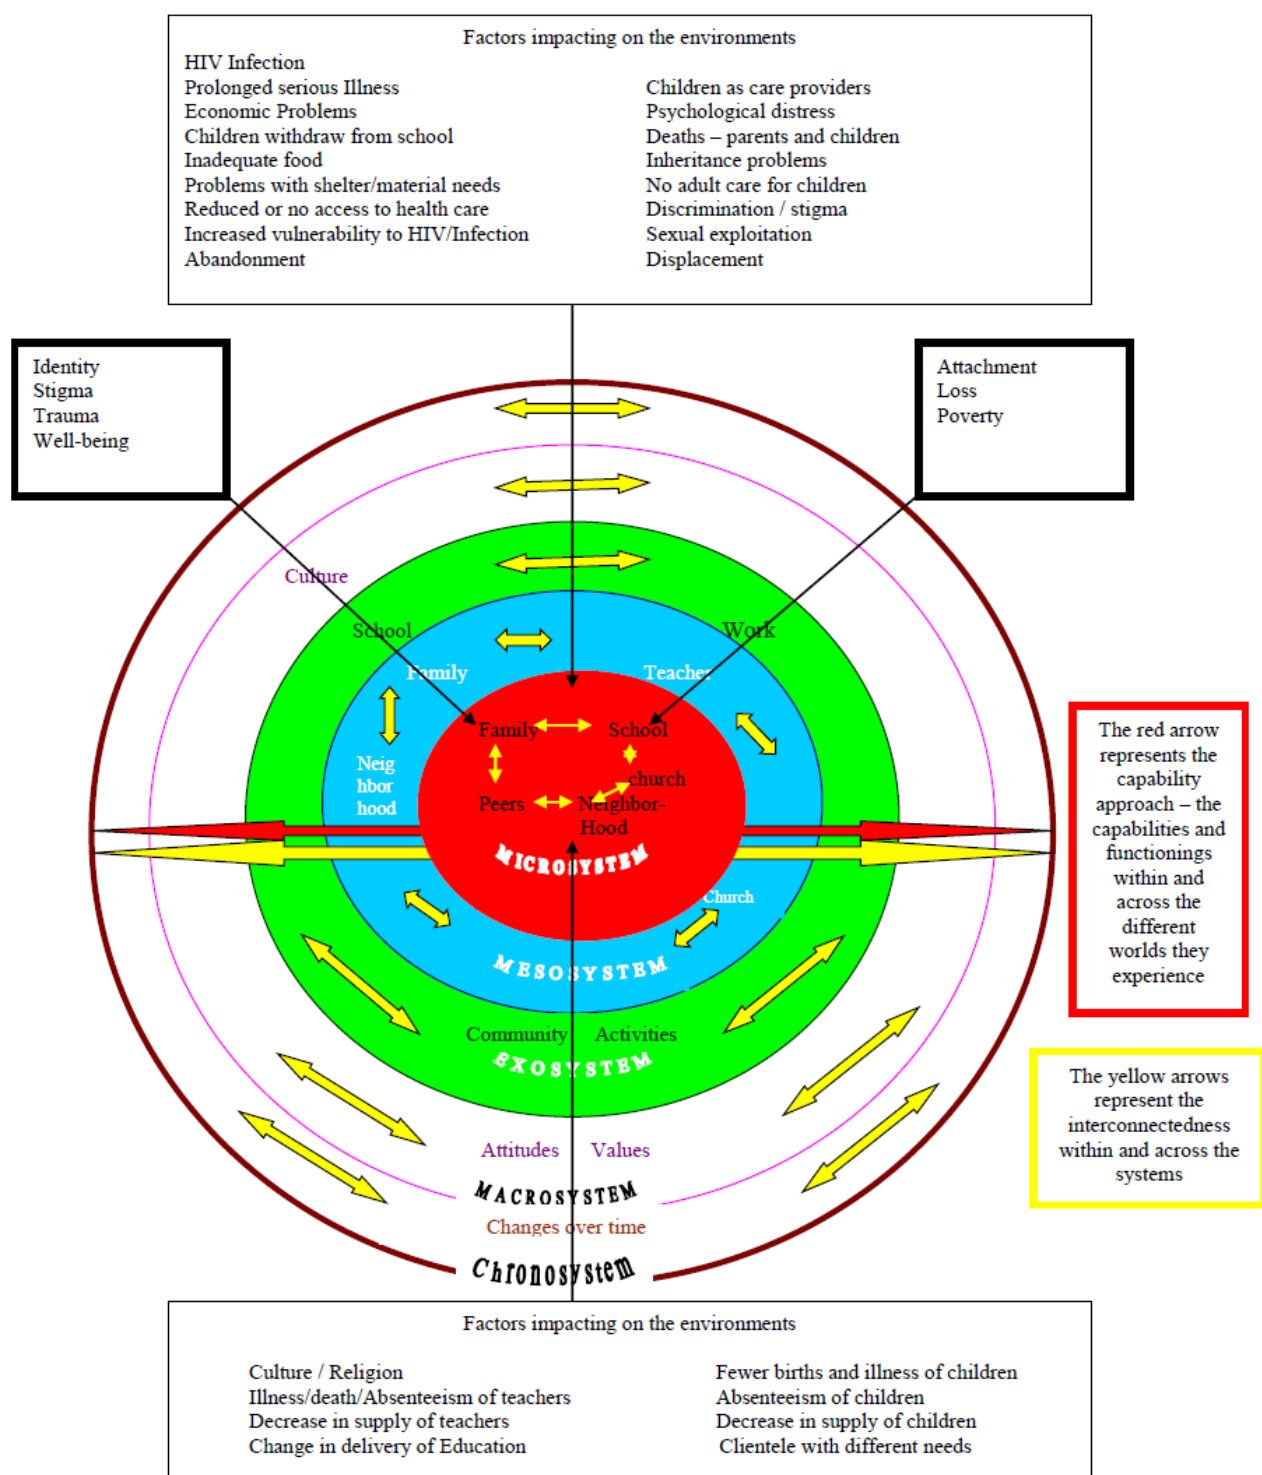 Factors impacting on the environments
HIV Infection
Prolonged serious Illness
Economic Problems
Children withdraw from school
Inadequate food
Problems with shelter/material needs
Reduced or no access to health care
Increased vulnerability to HIV/Infection
Abandonment
Children as care providers
Psychological distress
Deaths – parents and children
Inheritance problems
No adult care for children
Discrimination / stigma
Sexual exploitation
Displacement
Identity
Stigma
Trauma
Well-being
Attachment
Loss
Poverty
Culture
School
Work
Family
Teacher
Family
School
Neig
hbor
hood
church
Peers
Neighbor-
Hood
MICROSYSTEM
Church
MESOSYSTEM
Community
Activities
EXOSYSTEM
Attitudes
Values
MACROSYSTEM
Changes over time
Chronosystem
The red arrow
represents the
capability
approach – the
capabilities and
functionings
within and
across the
different
worlds they
experience
The yellow arrows
represent the
interconnectedness
within and across the
systems
Factors impacting on the environments
Culture / Religion
Illness/death/Absenteeism of teachers
Decrease in supply of teachers
Change in delivery of Education
Fewer births and illness of children
Absenteeism of children
Decrease in supply of children
Clientele with different needs